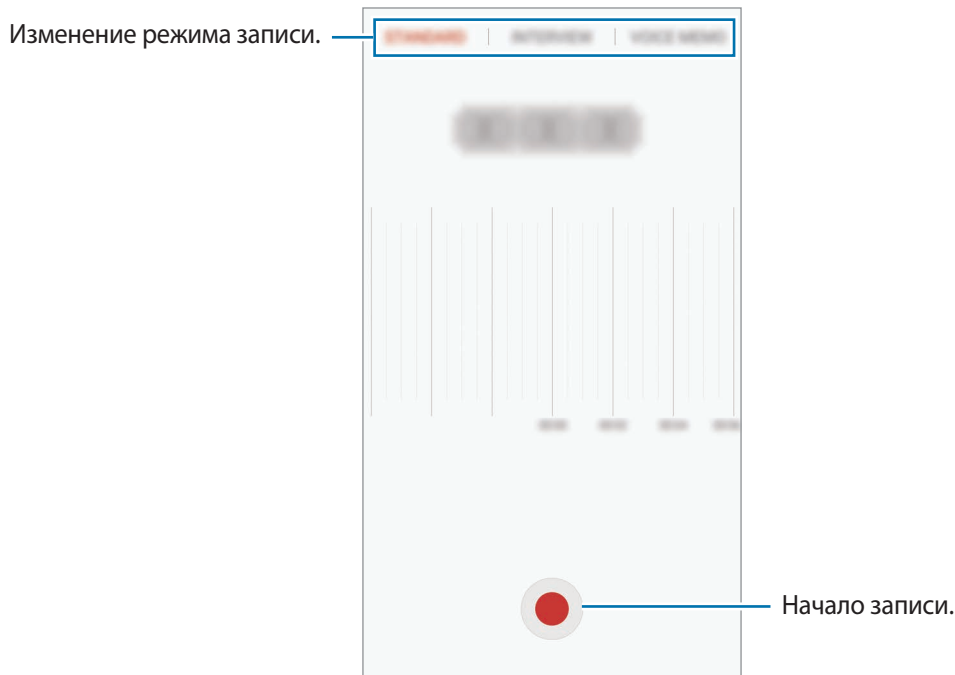 Изменение режима записи.
STANDARD | INTERVIEW | VOICE MEMO
Начало записи.